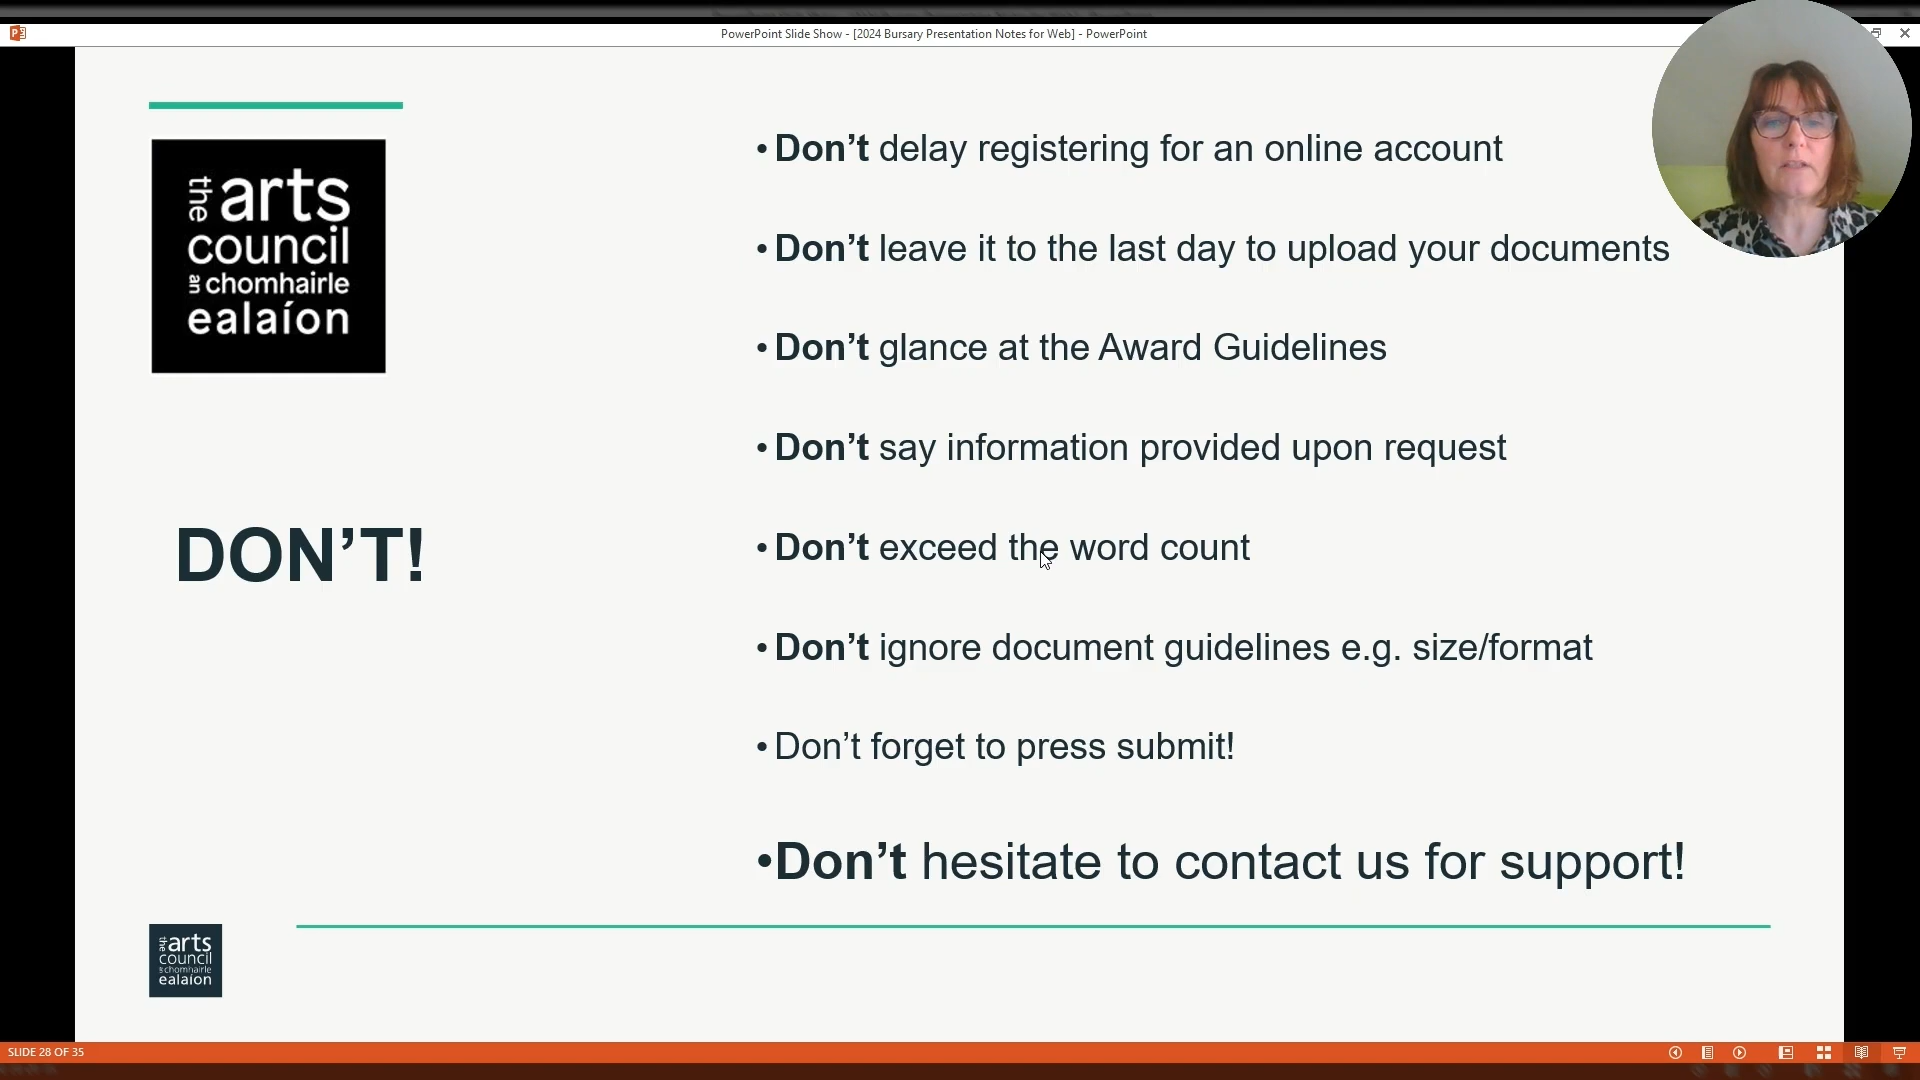 PowerPoint Slide Show - [2024 Bursary Presentation Notes for Web] - PowerPoint
the arts
council
an chomhairle
ealaíon
DON’T!
• Don’t delay registering for an online account
• Don’t leave it to the last day to upload your documents
• Don’t glance at the Award Guidelines
• Don’t say information provided upon request
• Don’t exceed the word count
• Don’t ignore document guidelines e.g. size/format
• Don’t forget to press submit!
• Don’t hesitate to contact us for support!
the arts
council
an chomhairle
ealaíon
SLIDE 28 OF 35